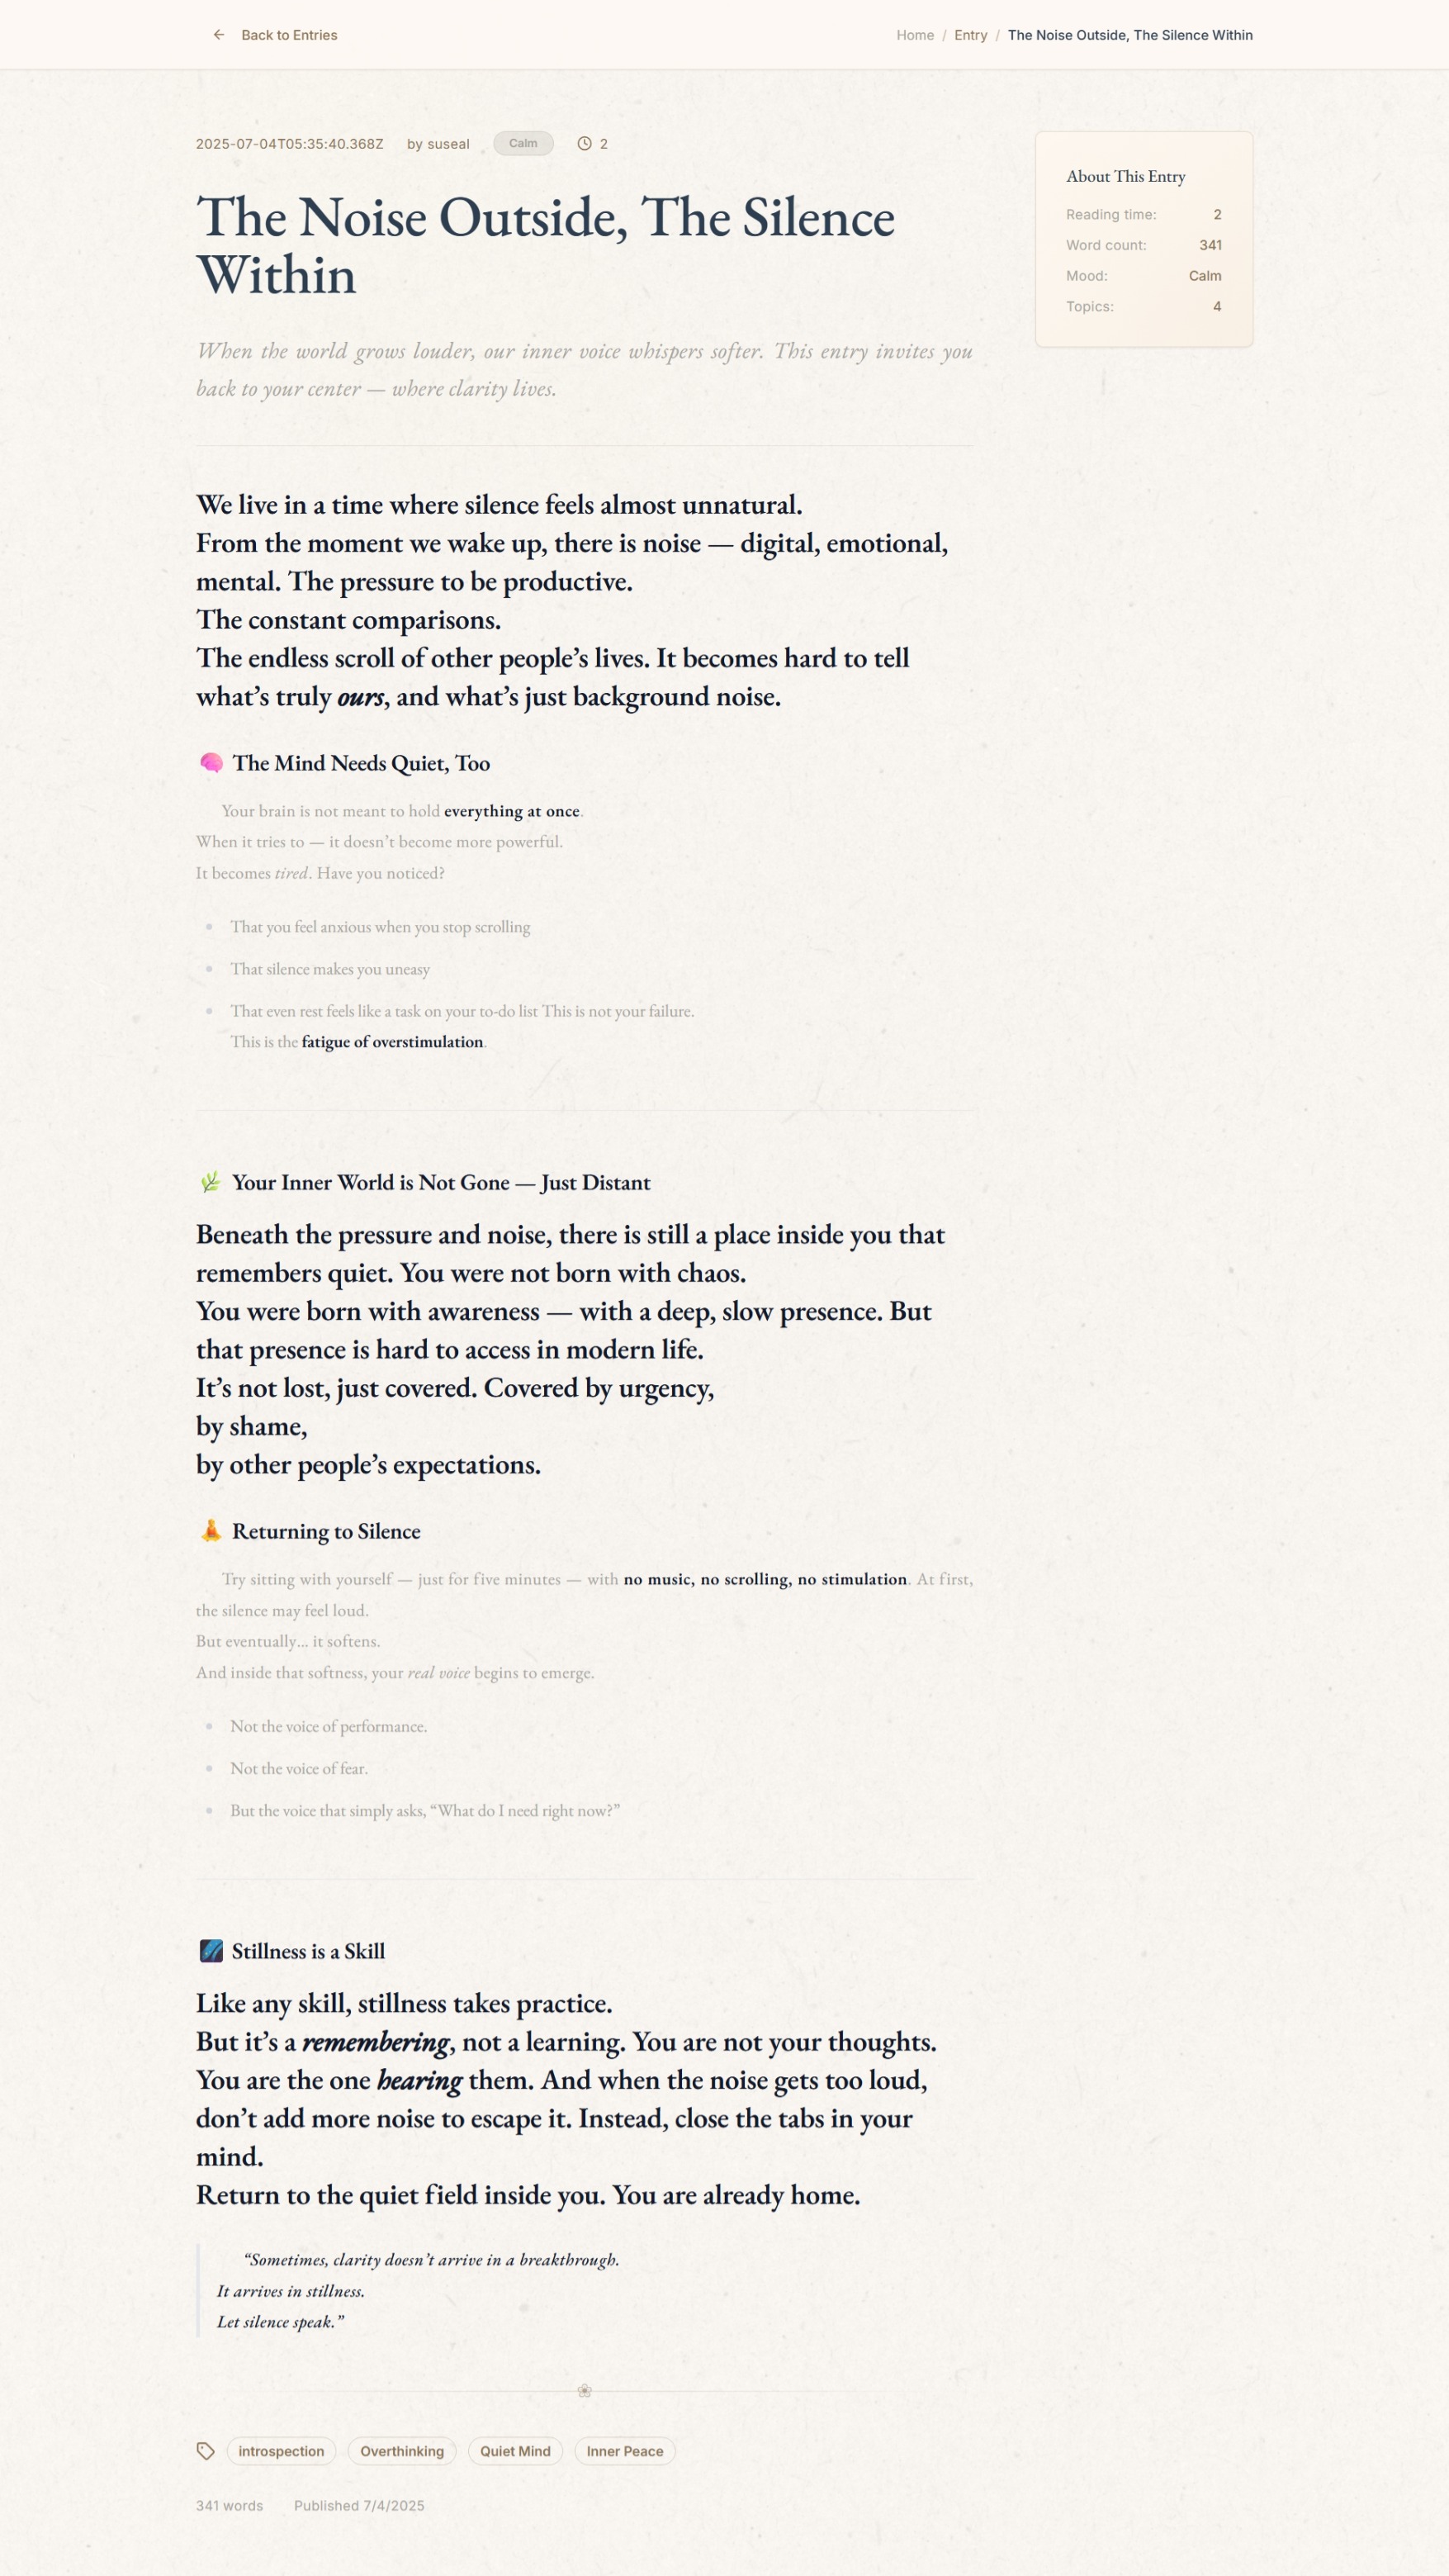 Back to Entries
Home / Entry / The Noise Outside, The Silence Within
2025-07-04T05:35:40.368Z by suseal Calm 2
The Noise Outside, The Silence
Within
When the world grows louder, our inner voice whispers softer. This entry invites you
back to your center — where clarity lives.
About This Entry
Reading time: 2
Word count: 341
Mood: Calm
Topics: 4
We live in a time where silence feels almost unnatural.
From the moment we wake up, there is noise — digital, emotional,
mental. The pressure to be productive.
The constant comparisons.
The endless scroll of other people’s lives. It becomes hard to tell
what’s truly ours, and what’s just background noise.
🧠 The Mind Needs Quiet, Too
Your brain is not meant to hold everything at once.
When it tries to — it doesn’t become more powerful.
It becomes tired. Have you noticed?
That you feel anxious when you stop scrolling
That silence makes you uneasy
That even rest feels like a task on your to-do list This is not your failure.
This is the fatigue of overstimulation.
🌿 Your Inner World is Not Gone — Just Distant
Beneath the pressure and noise, there is still a place inside you that
remembers quiet. You were not born with chaos.
You were born with awareness — with a deep, slow presence. But
that presence is hard to access in modern life.
It’s not lost, just covered. Covered by urgency,
by shame,
by other people’s expectations.
🧘 Returning to Silence
Try sitting with yourself — just for five minutes — with no music, no scrolling, no stimulation. At first,
the silence may feel loud.
But eventually… it softens.
And inside that softness, your real voice begins to emerge.
Not the voice of performance.
Not the voice of fear.
But the voice that simply asks, “What do I need right now?”
🌌 Stillness is a Skill
Like any skill, stillness takes practice.
But it’s a remembering, not a learning. You are not your thoughts.
You are the one hearing them. And when the noise gets too loud,
don’t add more noise to escape it. Instead, close the tabs in your
mind.
Return to the quiet field inside you. You are already home.
“Sometimes, clarity doesn’t arrive in a breakthrough.
It arrives in stillness.
Let silence speak.”
introspection Overthinking Quiet Mind Inner Peace
341 words Published 7/4/2025